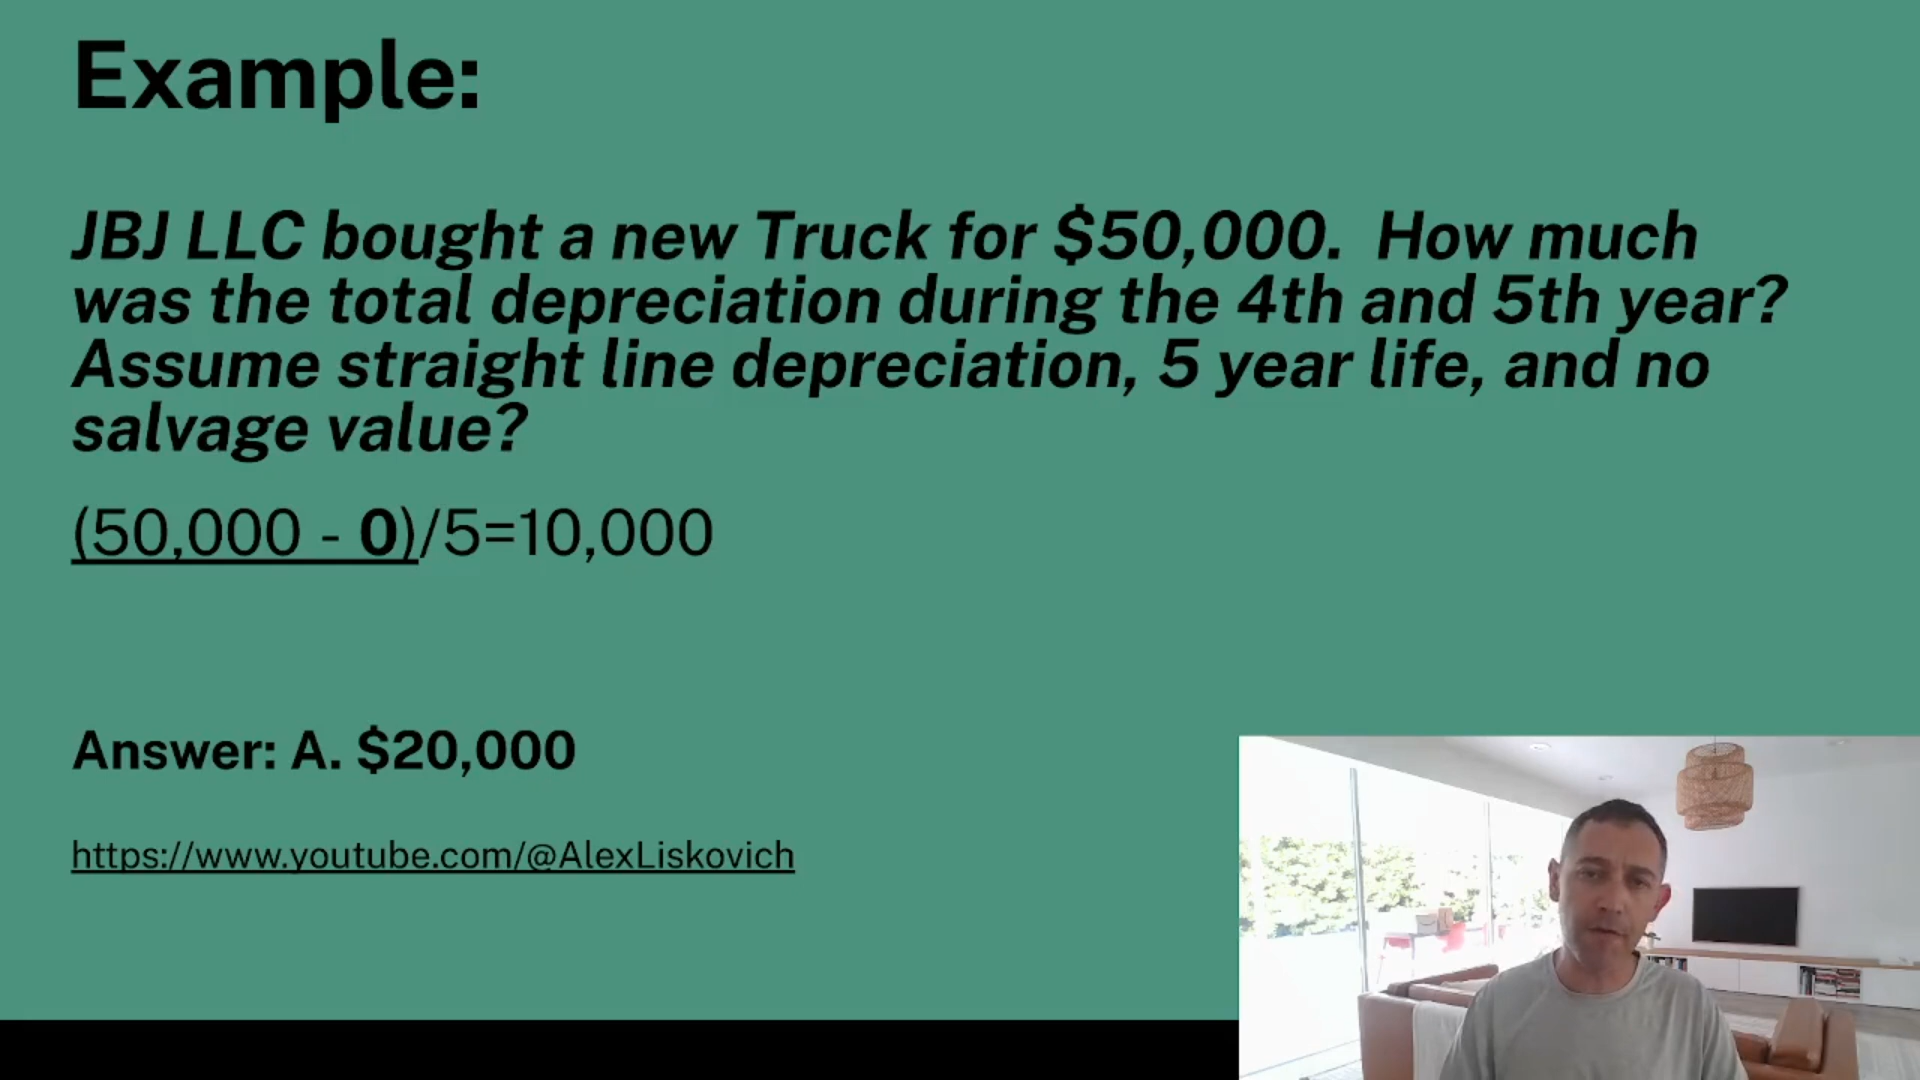 Example:
JBJ LLC bought a new Truck for $50,000.  How much
was the total depreciation during the 4th and 5th year?
Assume straight line depreciation, 5 year life, and no
salvage value?
(50,000 - 0)/5=10,000
Answer: A. $20,000
https://www.youtube.com/@AlexLiskovich